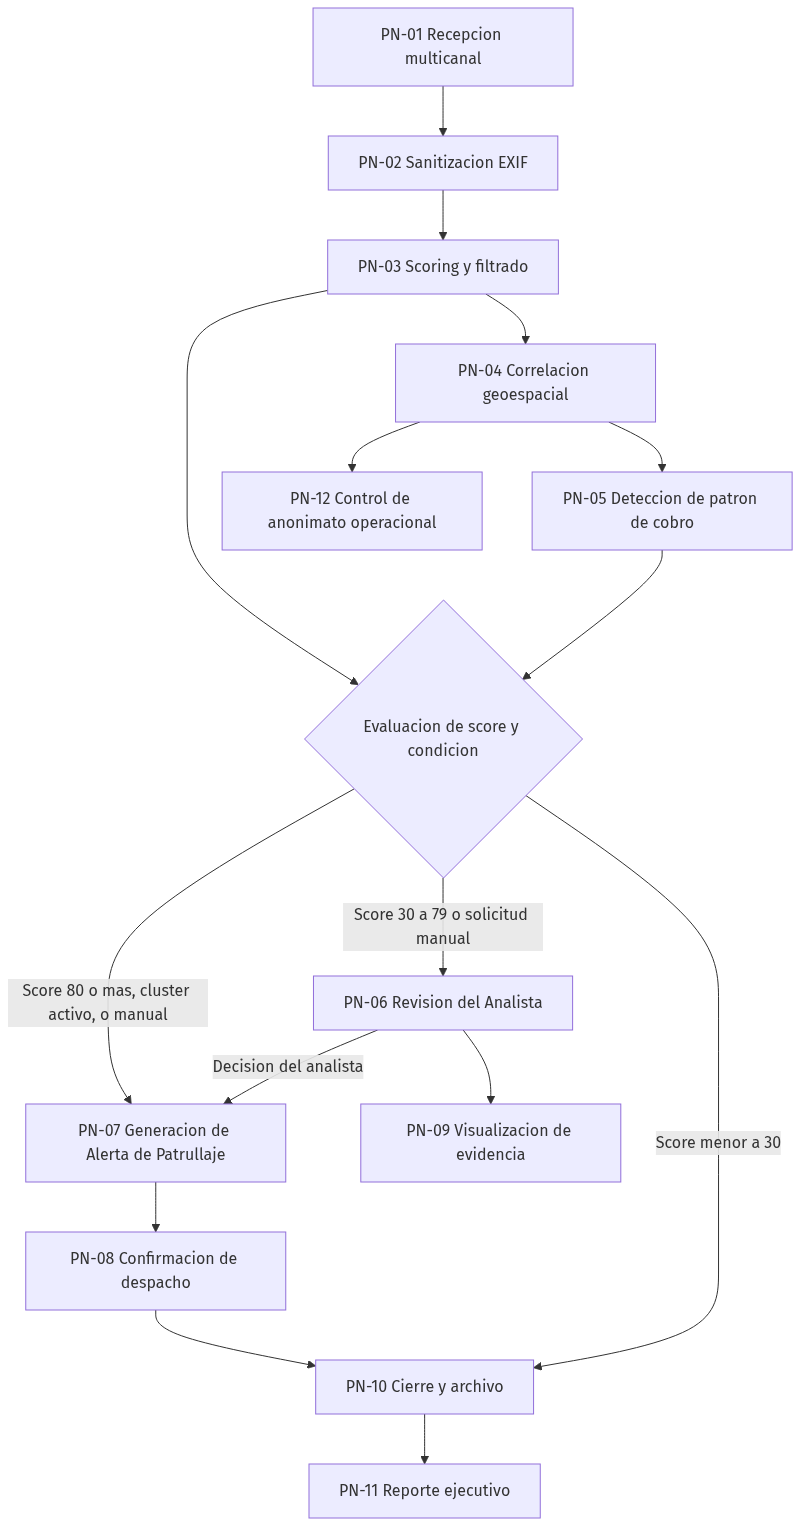 PN-01 Recepcion
multicanal
PN-02 Sanitizacion EXIF
PN-03 Scoring y filtrado
PN-04 Correlacion
geoespacial
PN-12 Control de
anonimato operacional
PN-05 Deteccion de patron
de cobro
Evaluacion de score y
condicion
Score 30 a 79 o solicitud
manual
Score 80 o mas, cluster
activo, o manual
PN-06 Revision del Analista
Decision del analista
PN-07 Generacion de
Alerta de Patrullaje
PN-09 Visualizacion de
evidencia
Score menor a 30
PN-08 Confirmacion de
despacho
PN-10 Cierre y archivo
PN-11 Reporte ejecutivo